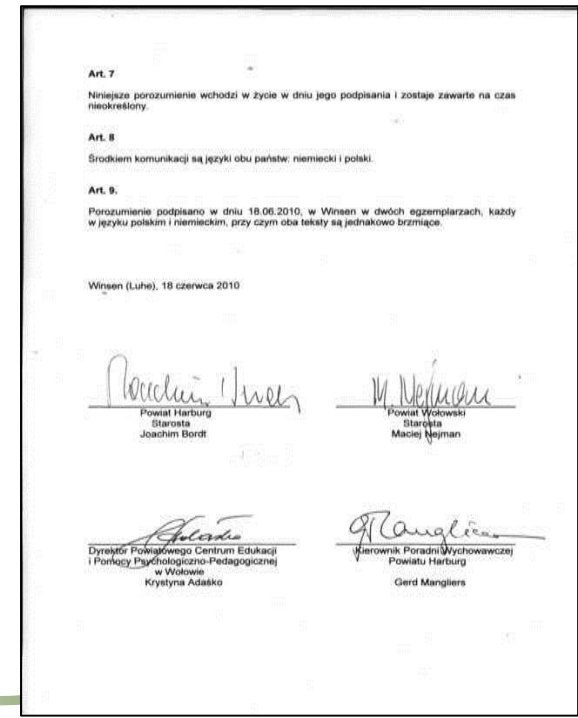 Art. 7
Niniejsze porozumienie wchodzi w życie w dniu jego podpisania i zostaje zawarte na czas
nieokreślony.
Art. 8
Środkiem komunikacji są języki obu państw: niemiecki i polski.
Art. 9.
Porozumienie podpisano w dniu 18.06.2010, w Winsen w dwóch egzemplarzach, każdy
w języku polskim i niemieckim, przy czym oba teksty są jednakowo brzmiące.
Winsen (Luhe), 18 czerwca 2010
M. Nejman
Powiat Harburg
Starosta
Joachim Bordt
Powiat Wołowski
Starosta
Maciej Nejman
Dyrektor Powiatowego Centrum Edukacji
i Pomocy Psychologiczno-Pedagogicznej
w Wołowie
Krystyna Adaśko
Kierownik Poradni Wychowawczej
Powiatu Harburg
Gerd Mangliers